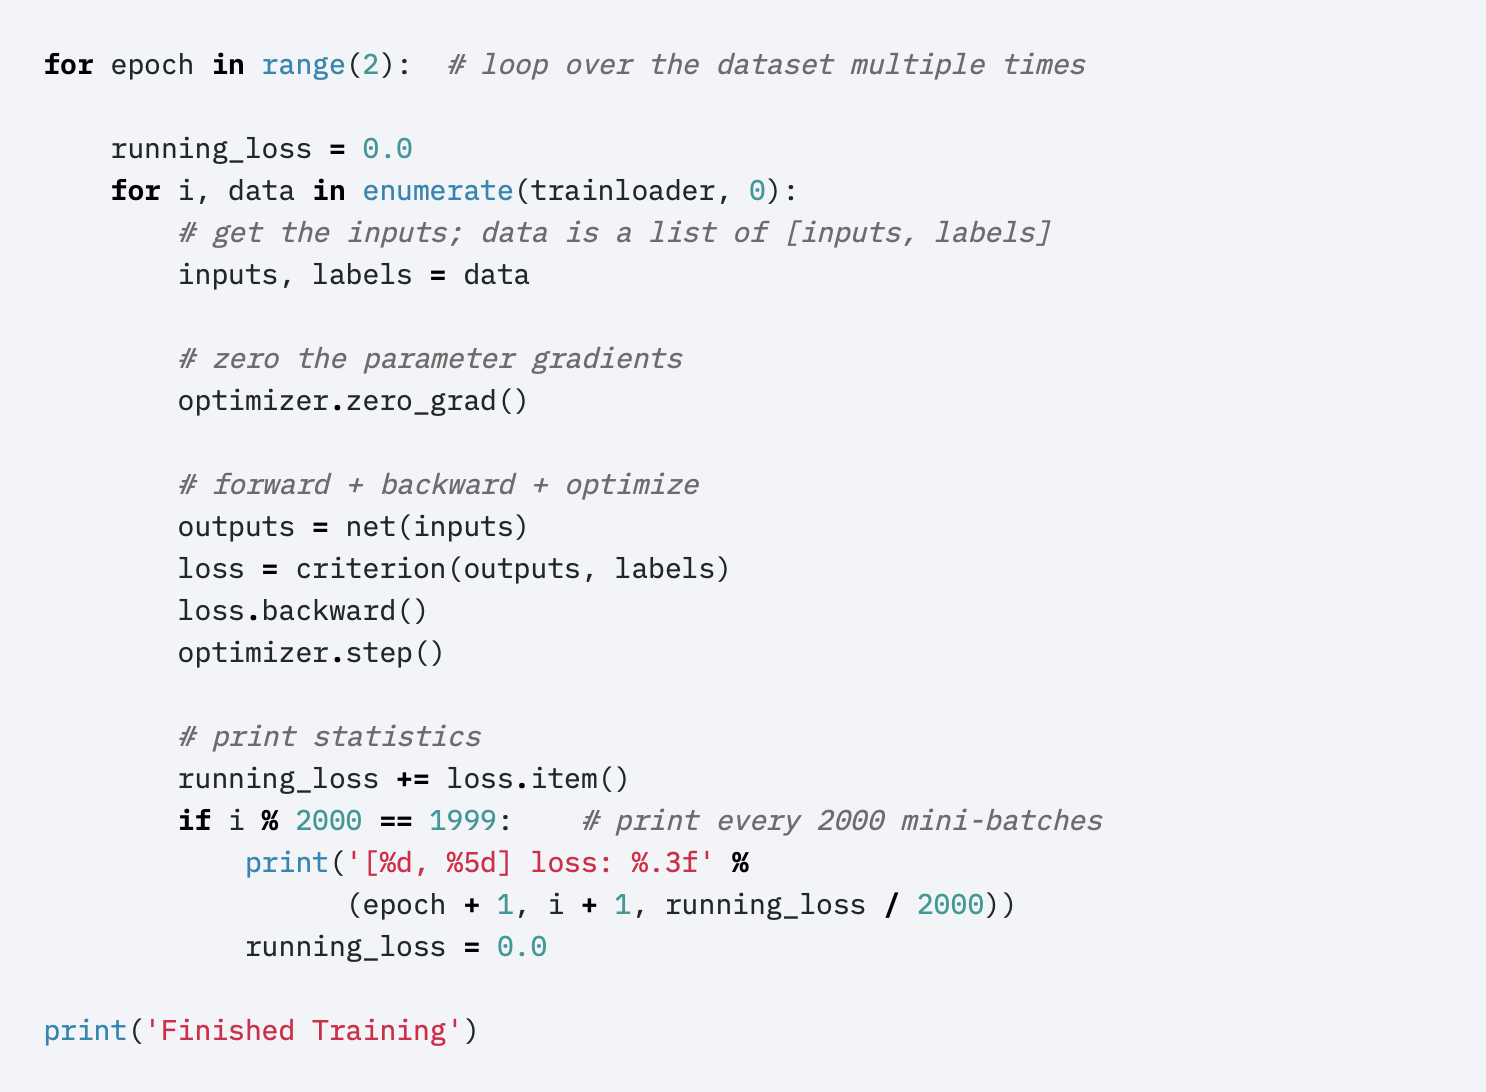 for epoch in range(2):  # loop over the dataset multiple times

    running_loss = 0.0
    for i, data in enumerate(trainloader, 0):
        # get the inputs; data is a list of [inputs, labels]
        inputs, labels = data

        # zero the parameter gradients
        optimizer.zero_grad()

        # forward + backward + optimize
        outputs = net(inputs)
        loss = criterion(outputs, labels)
        loss.backward()
        optimizer.step()

        # print statistics
        running_loss += loss.item()
        if i % 2000 == 1999:    # print every 2000 mini-batches
            print('[%d, %5d] loss: %.3f' %
                  (epoch + 1, i + 1, running_loss / 2000))
            running_loss = 0.0

print('Finished Training')